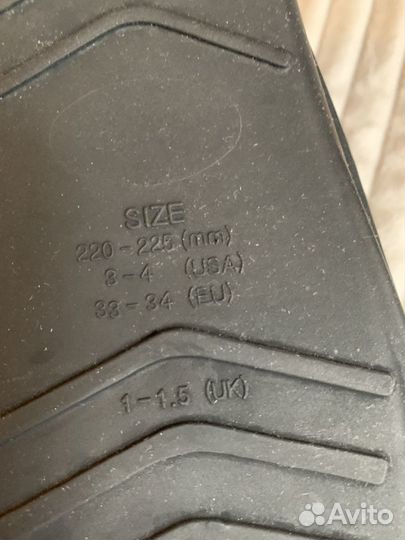 SIZE
220-225 (mm)
3-4 (USA)
33-34 (EU)
1-1.5 (UK)
Avito